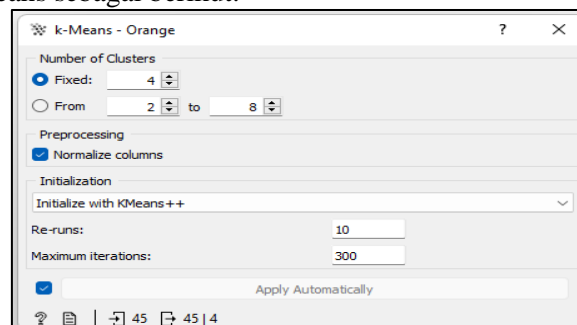 k-Means - Orange ? ×
Number of Clusters
Fixed: 4
From 2 to 8
Preprocessing
Normalize columns
Initialization
Initialize with KMeans++
Re-runs: 10
Maximum iterations: 300
Apply Automatically
? 45 45 | 4